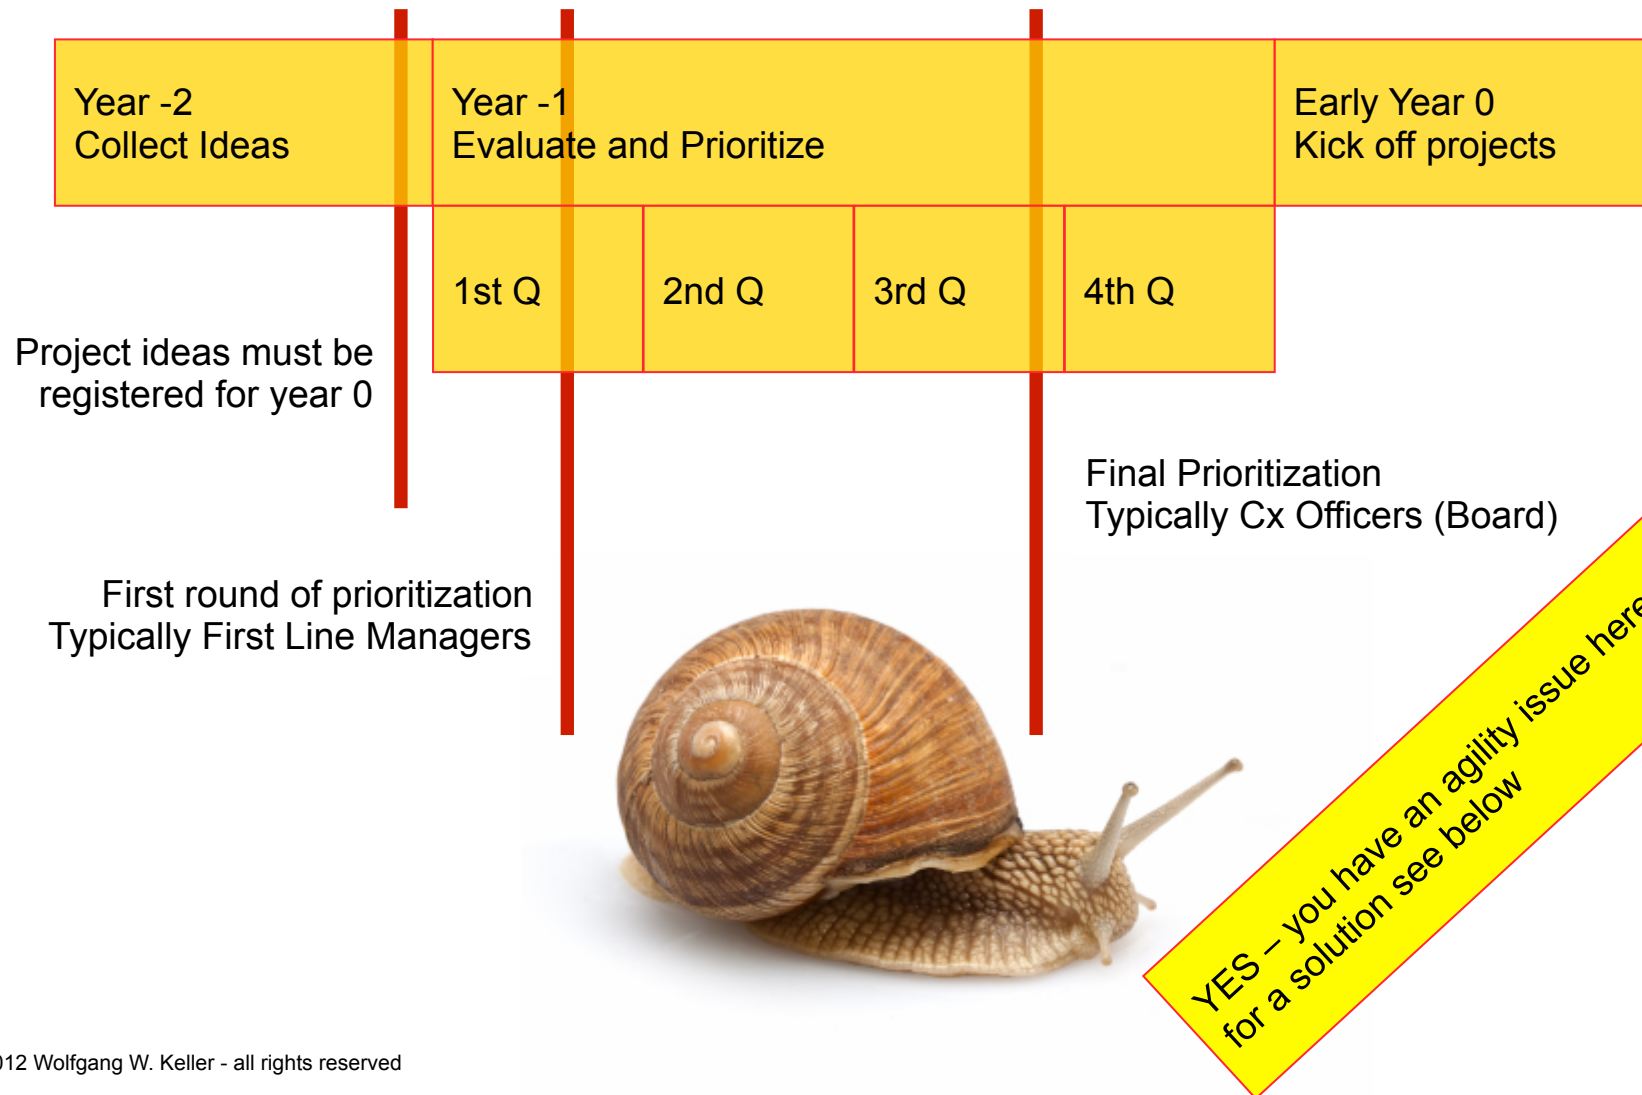 Year -2
Collect Ideas
Year -1
Evaluate and Prioritize
Early Year 0
Kick off projects
1st Q
2nd Q
3rd Q
4th Q
Project ideas must be
registered for year 0
Final Prioritization
Typically Cx Officers (Board)
First round of prioritization
Typically First Line Managers
YES – you have an agility issue here
for a solution see below
012 Wolfgang W. Keller - all rights reserved